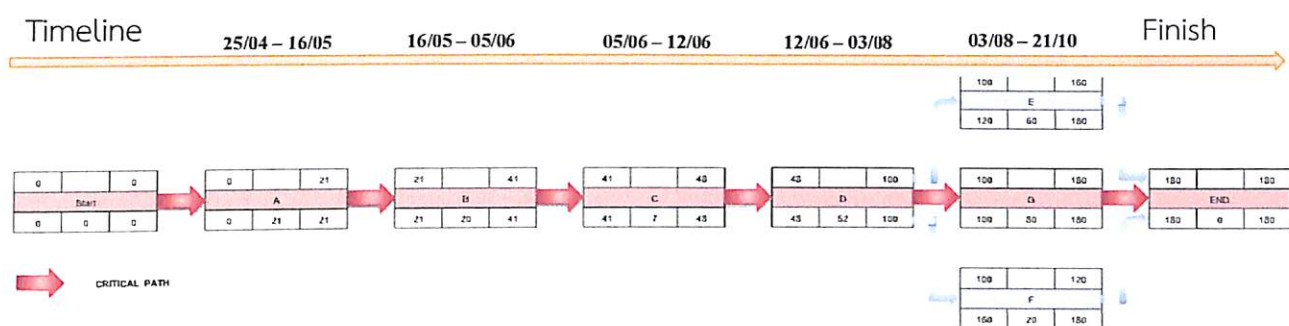 Timeline
25/04 – 16/05
16/05 – 05/06
05/06 – 12/06
12/06 – 03/08
03/08 – 21/10
Finish
100 160
E
120 60 180
0 0
Start
0 0 0
0 21
A
0 21 21
21 41
B
21 20 41
41 48
C
41 7 48
48 100
D
48 52 100
100 180
G
100 80 180
180 180
END
180 0 180
CRITICAL PATH
100 120
F
160 20 180